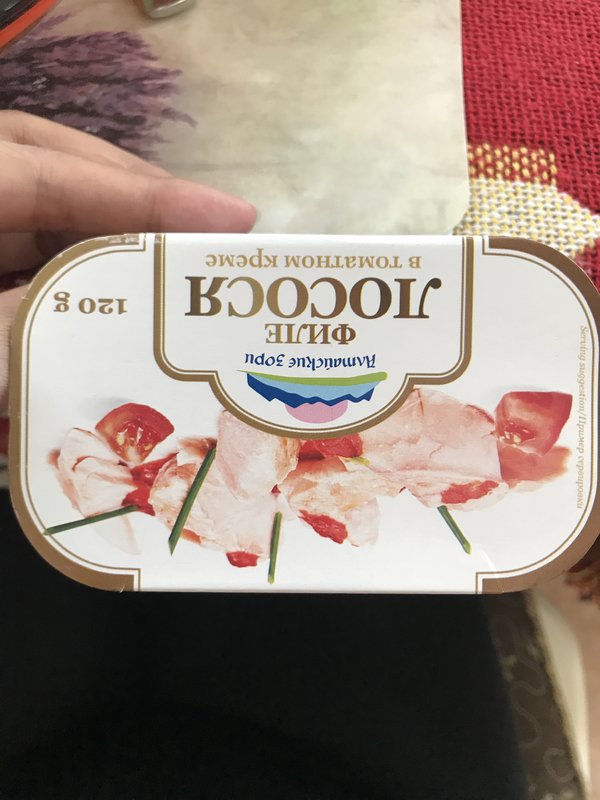 Алтайские зори
ФИЛЕ
ЛОСОСЯ
в томатном креме
120 g
Serving suggestion/Пример сервировки